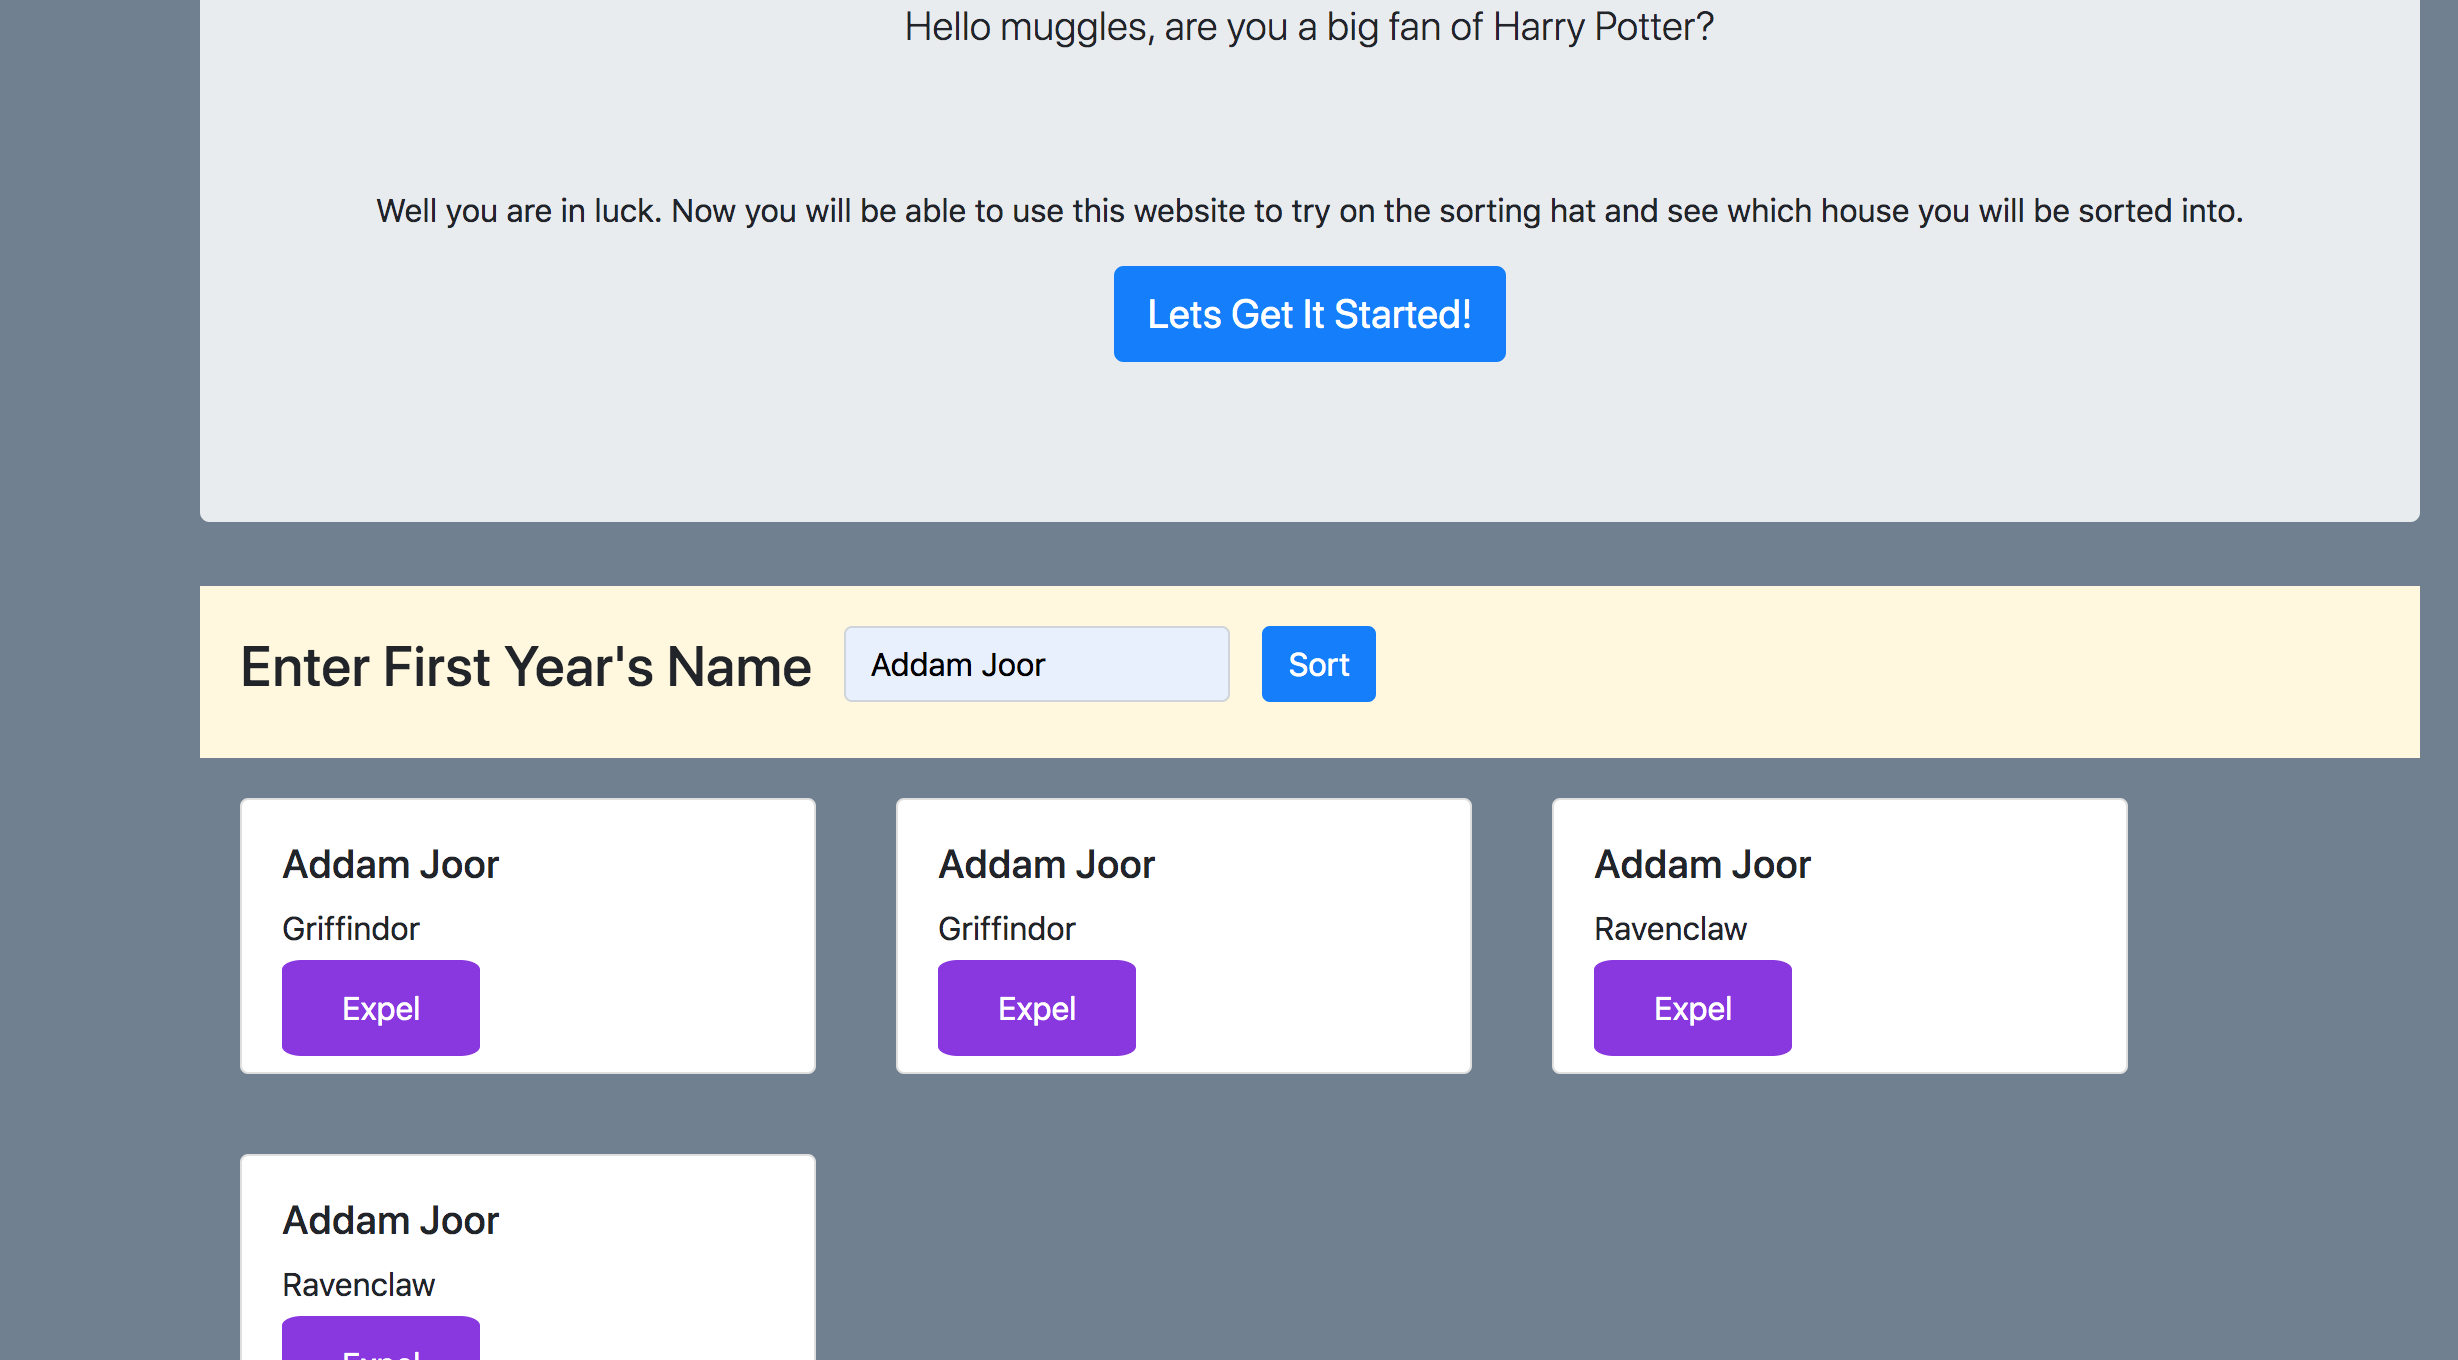 Hello muggles, are you a big fan of Harry Potter?
Well you are in luck. Now you will be able to use this website to try on the sorting hat and see which house you will be sorted into.
Lets Get It Started!
Enter First Year's Name Addam Joor Sort
Addam Joor Addam Joor Addam Joor
Griffindor Griffindor Ravenclaw
Expel Expel Expel
Addam Joor
Ravenclaw